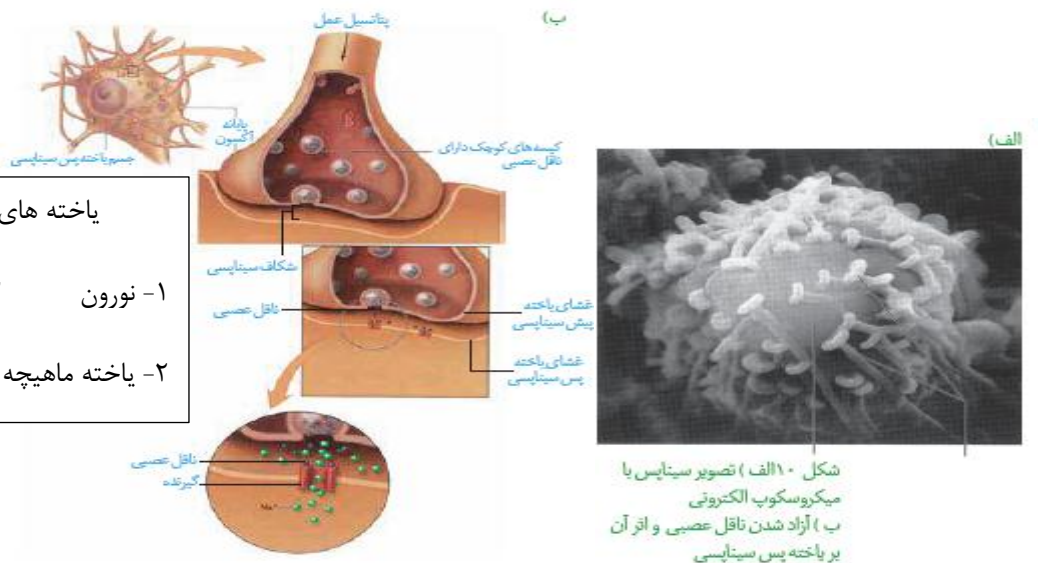 ب)
پتانسیل عمل
پایانه
آکسون
جسم یاخته پس سیناپسی
کیسه‌های کوچک دارای
ناقل عصبی
شکاف سیناپسی
ناقل عصبی
غشای یاخته
پیش سیناپسی
غشای یاخته
پس سیناپسی
ناقل عصبی
گیرنده
Na+
یاخته های
۱- نورون
۲- یاخته ماهیچه
الف)
شکل ۱۰الف) تصویر سیناپس با
میکروسکوپ الکترونی
ب) آزاد شدن ناقل عصبی و اثر آن
بر یاخته پس سیناپسی